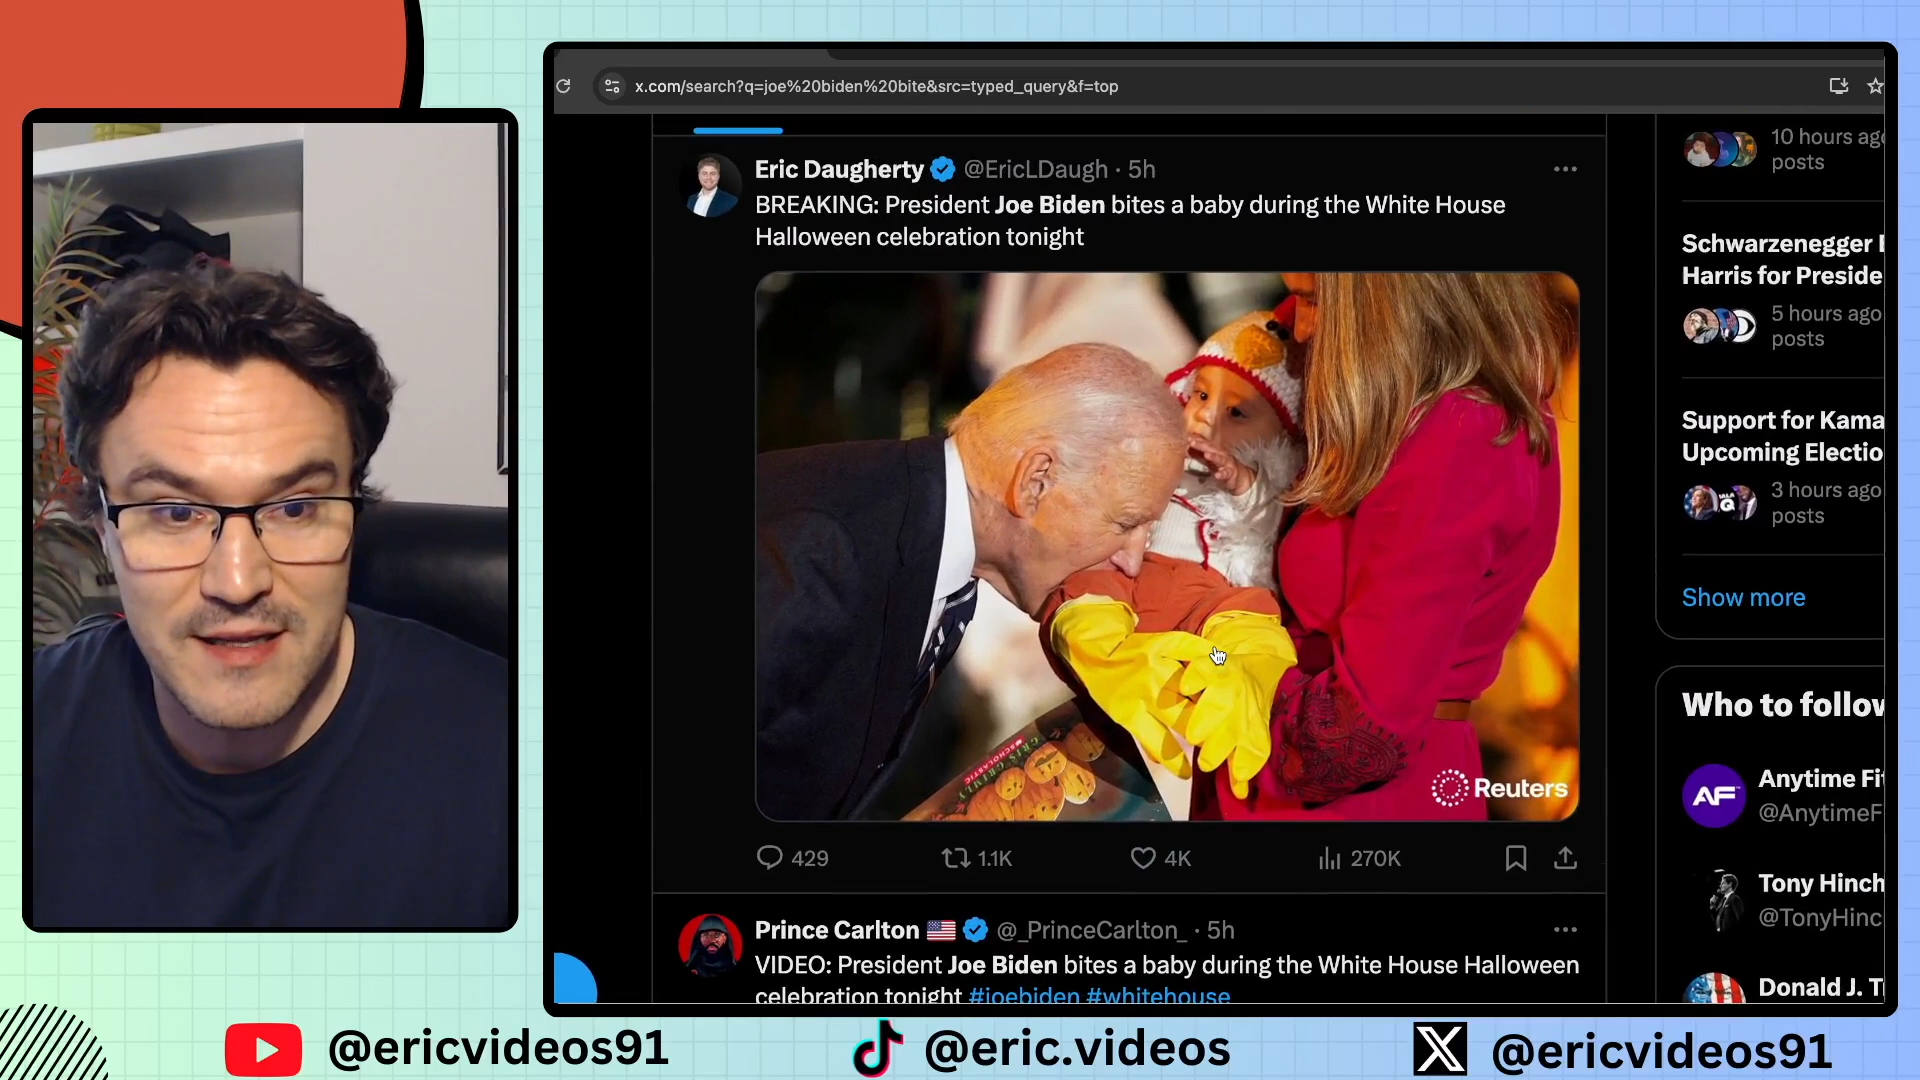 x.com/search?q=joe%20biden%20bite&src=typed_query&f=top
Eric Daugherty @EricLDaugh · 5h
BREAKING: President Joe Biden bites a baby during the White House
Halloween celebration tonight
CRIS GRIMLY
SCHOLASTIC
Reuters
429 1.1K 4K 270K
Prince Carlton @_PrinceCarlton_ · 5h
VIDEO: President Joe Biden bites a baby during the White House Halloween
celebration tonight #joebiden #whitehouse
10 hours ago
posts
Schwarzenegger
Harris for Preside
5 hours ago
posts
Support for Kama
Upcoming Electio
3 hours ago
posts
Show more
Who to follow
AF
Anytime Fi
@AnytimeF
Tony Hinch
@TonyHinc
Donald J. T
@ericvideos91
@eric.videos
@ericvideos91